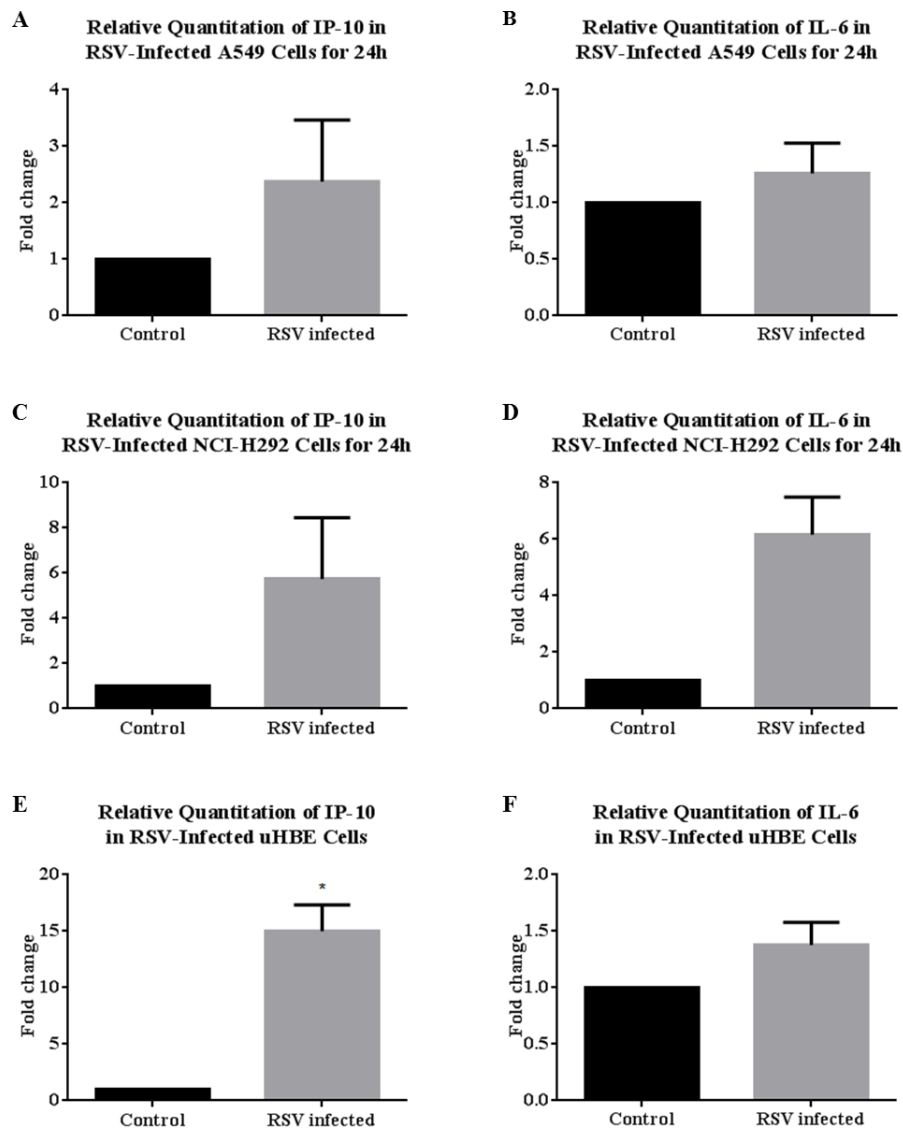 A
Relative Quantitation of IP-10 in
RSV-Infected A549 Cells for 24h
Fold change
4
3
2
1
0
Control
RSV infected
B
Relative Quantitation of IL-6 in
RSV-Infected A549 Cells for 24h
Fold change
2.0
1.5
1.0
0.5
0.0
Control
RSV infected
C
Relative Quantitation of IP-10 in
RSV-Infected NCI-H292 Cells for 24h
Fold change
10
8
6
4
2
0
Control
RSV infected
D
Relative Quantitation of IL-6 in
RSV-Infected NCI-H292 Cells for 24h
Fold change
8
6
4
2
0
Control
RSV infected
E
Relative Quantitation of IP-10
in RSV-Infected uHBE Cells
Fold change
20
15
10
5
0
*
Control
RSV infected
F
Relative Quantitation of IL-6
in RSV-Infected uHBE Cells
Fold change
2.0
1.5
1.0
0.5
0.0
Control
RSV infected